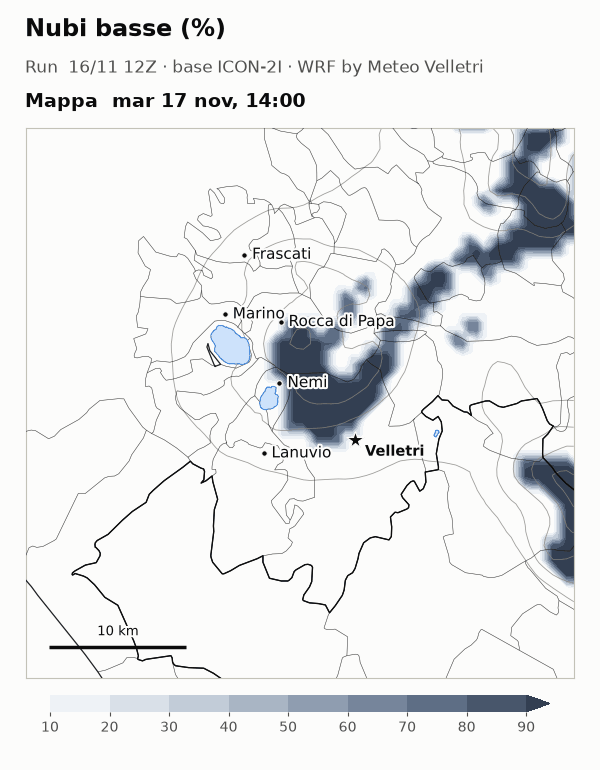 Nubi basse (%)
Run 16/11 12Z · base ICON-2I · WRF by Meteo Velletri
Mappa mar 17 nov, 14:00
Frascati
Marino
Rocca di Papa
Nemi
Velletri
Lanuvio
10 km
10 20 30 40 50 60 70 80 90